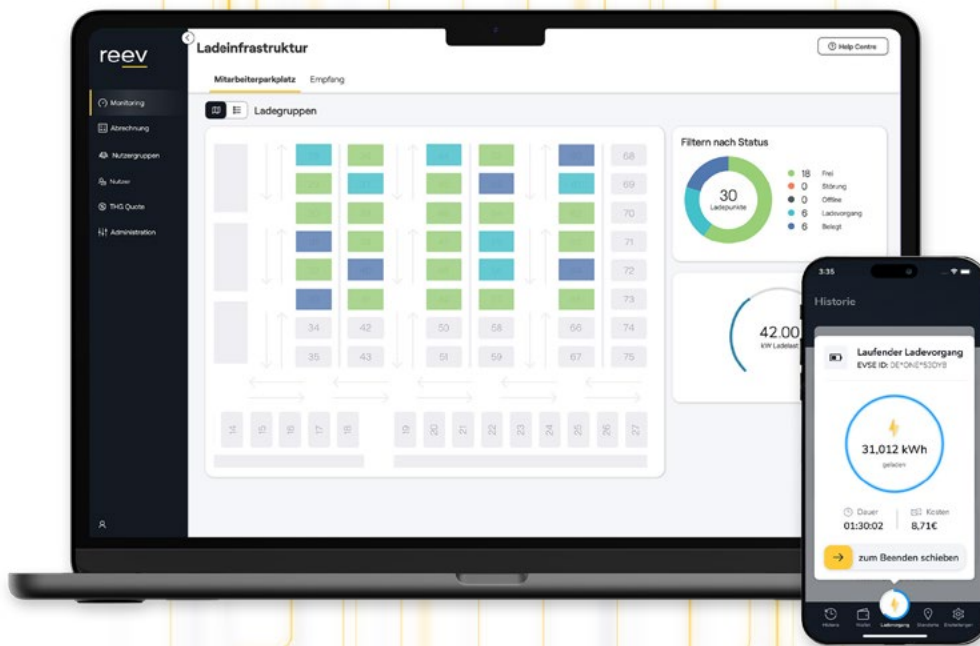 reev
Ladeinfrastruktur
Help Centre
Mitarbeiterparkplatz Empfang
Monitoring
Abrechnung
Nutzergruppen
Nutzer
THG Quote
Administration
Ladegruppen
68
69
70
71
72
73
34 42 50 58 66 74
35 43 51 59 67 75
14 15 16 17 18 19 20 21 22 23 24 25 26 27
Filtern nach Status
30
Ladepunkte
18 Frei
0 Störung
0 Offline
6 Ladevorgang
6 Belegt
42.00
kW Ladelast
3:35
Historie
Laufender Ladevorgang
EVSE ID:
31,012 kWh
geladen
Dauer Kosten
01:30:02 8,71€
zum Beenden schieben
Historie Wallet Ladevorgang Standorte Einstellungen